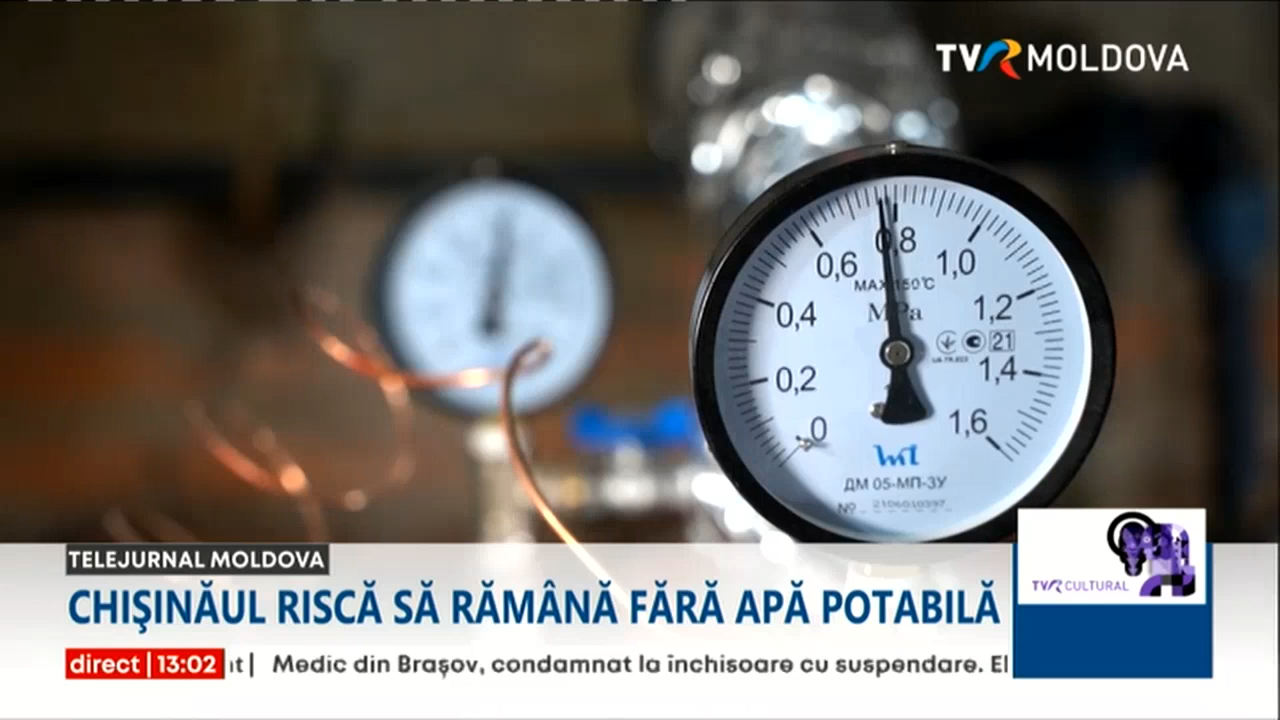 TVR MOLDOVA
0,8
0,6
1,0
MAX 150°C
MPa
0,4
1,2
21
0,2
1,4
0
1,6
ДМ 05-МП-3У
№
TELEJURNAL MOLDOVA
CHIŞINĂUL RISCĂ SĂ RĂMÂNĂ FĂRĂ APĂ POTABILĂ
TVR CULTURAL
direct | 13:02 nt | Medic din Braşov, condamnat la închisoare cu suspendare. El